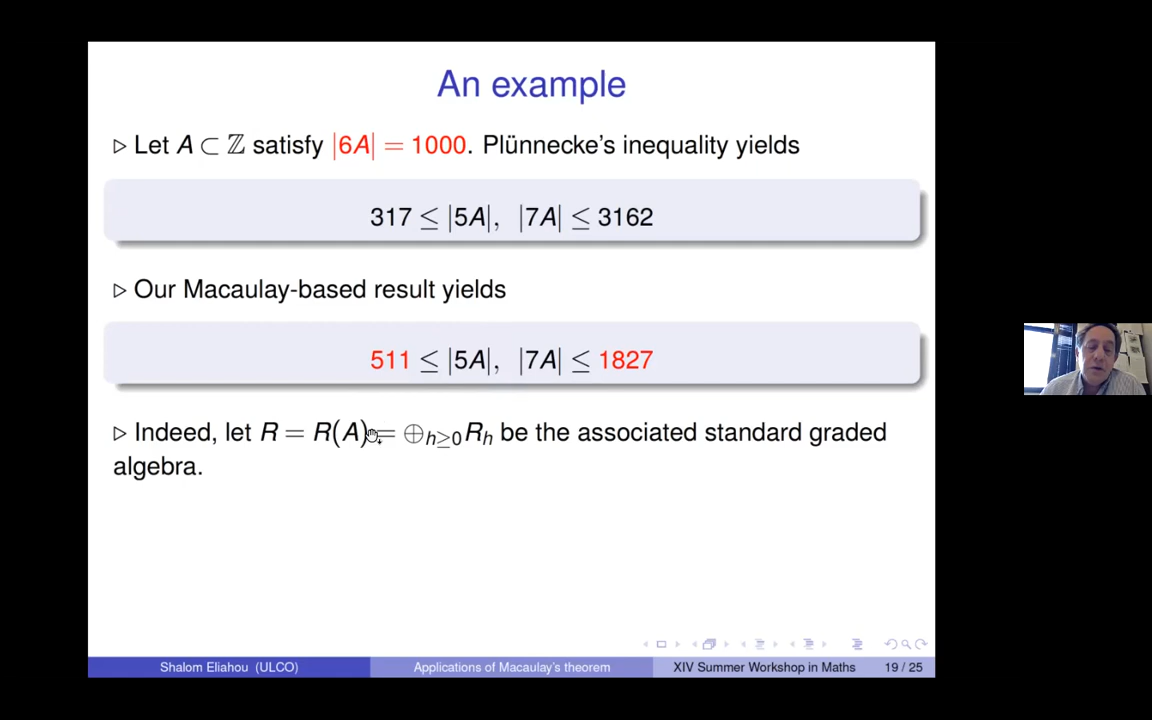 An example
▷ Let A ⊂ ℤ satisfy |6A| = 1000. Plünnecke's inequality yields
317 ≤ |5A|, |7A| ≤ 3162
▷ Our Macaulay-based result yields
511 ≤ |5A|, |7A| ≤ 1827
▷ Indeed, let R = R(A) = ⊕h≥0Rh be the associated standard graded
algebra.
Shalom Eliahou (ULCO) Applications of Macaulay's theorem XIV Summer Workshop in Maths 19 / 25